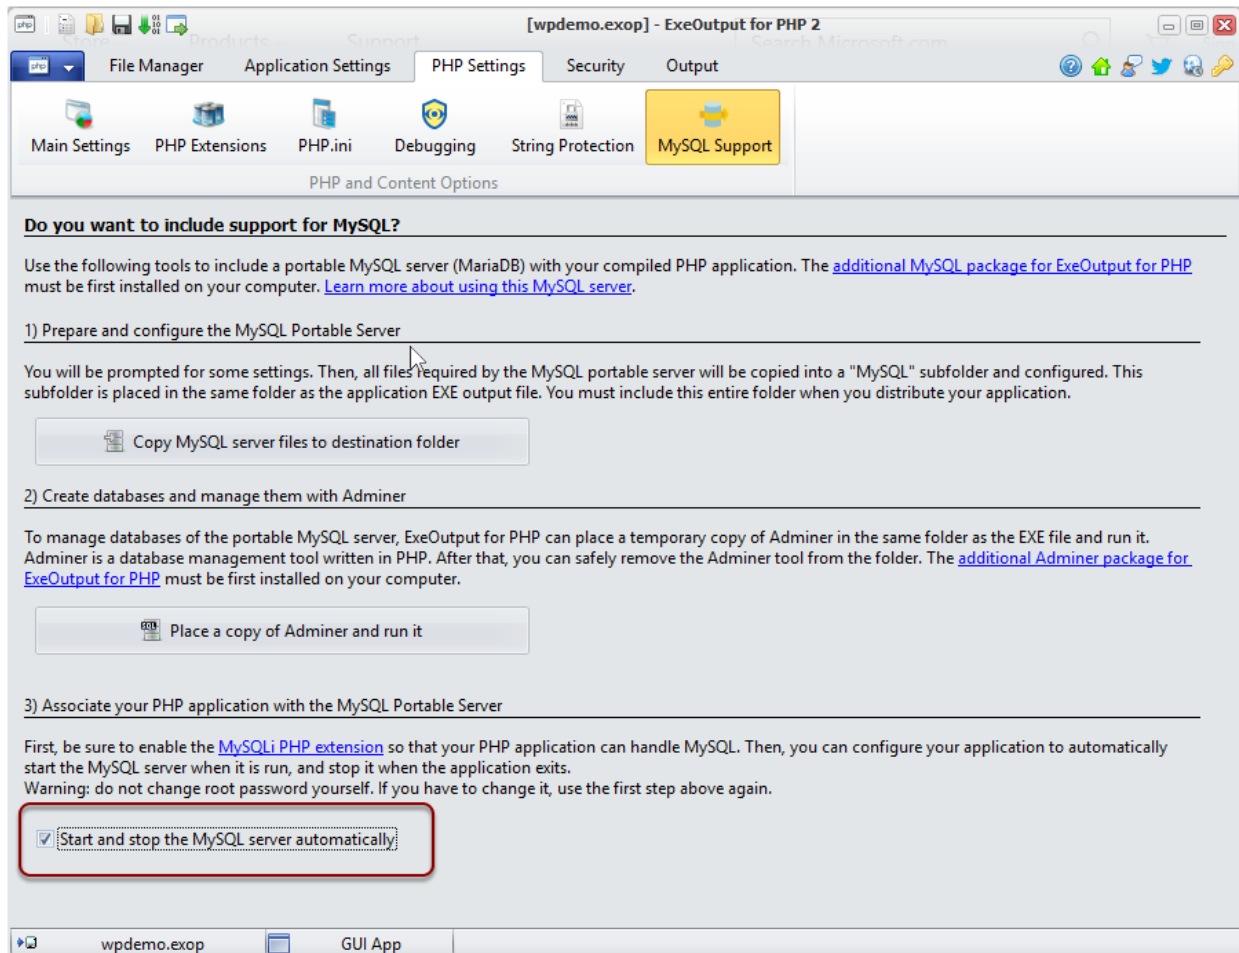 [wpdemo.exop] - ExeOutput for PHP 2
Store
Products
Support
Search Microsoft.com
php
File Manager
Application Settings
PHP Settings
Security
Output
Main Settings
PHP Extensions
PHP.ini
Debugging
String Protection
MySQL Support
PHP and Content Options
Do you want to include support for MySQL?
Use the following tools to include a portable MySQL server (MariaDB) with your compiled PHP application. The additional MySQL package for ExeOutput for PHP
must be first installed on your computer. Learn more about using this MySQL server.
1) Prepare and configure the MySQL Portable Server
You will be prompted for some settings. Then, all files required by the MySQL portable server will be copied into a "MySQL" subfolder and configured. This
subfolder is placed in the same folder as the application EXE output file. You must include this entire folder when you distribute your application.
Copy MySQL server files to destination folder
2) Create databases and manage them with Adminer
To manage databases of the portable MySQL server, ExeOutput for PHP can place a temporary copy of Adminer in the same folder as the EXE file and run it.
Adminer is a database management tool written in PHP. After that, you can safely remove the Adminer tool from the folder. The additional Adminer package for
ExeOutput for PHP must be first installed on your computer.
Place a copy of Adminer and run it
3) Associate your PHP application with the MySQL Portable Server
First, be sure to enable the MySQLi PHP extension so that your PHP application can handle MySQL. Then, you can configure your application to automatically
start the MySQL server when it is run, and stop it when the application exits.
Warning: do not change root password yourself. If you have to change it, use the first step above again.
Start and stop the MySQL server automatically
wpdemo.exop
GUI App